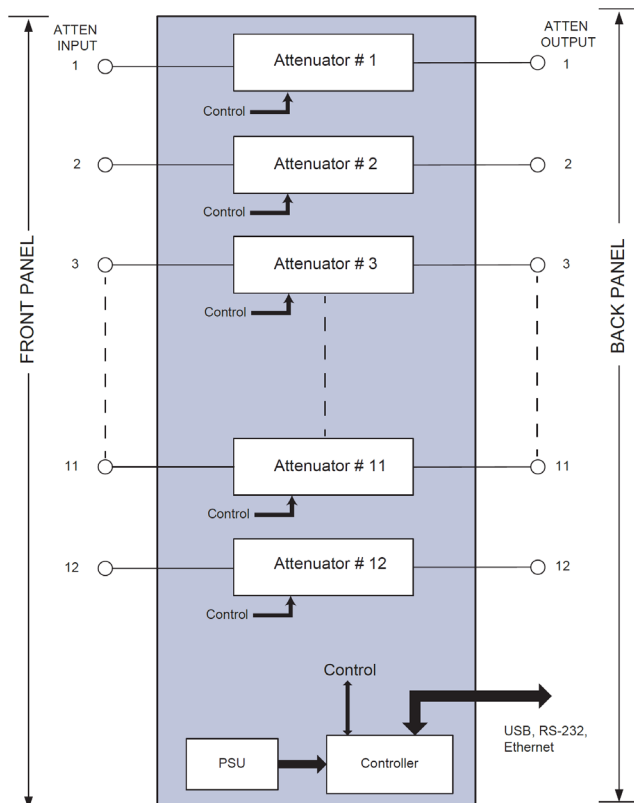 ATTEN
INPUT
ATTEN
OUTPUT
1
Attenuator # 1
1
Control
2
Attenuator # 2
2
Control
3
Attenuator # 3
3
Control
FRONT PANEL
BACK PANEL
11
Attenuator # 11
11
Control
12
Attenuator # 12
12
Control
Control
USB, RS-232,
Ethernet
PSU
Controller